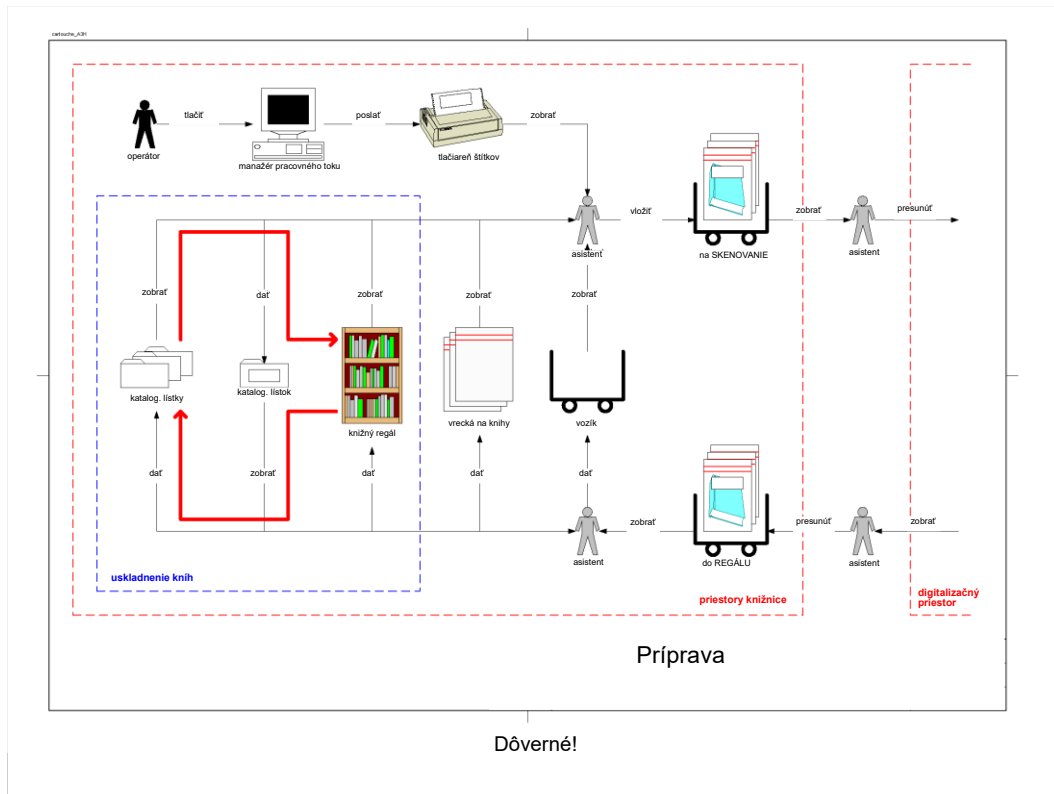 cartouche_A3H
tlačiť
poslať
zobrať
operátor
manažér pracovného toku
tlačiareň štítkov
vložiť
zobrať
presunúť
asistenť
na SKENOVANIE
asistent
zobrať
dať
zobrať
zobrať
zobrať
katalog. lístky
katalog. lístok
knižný regál
vrecká na knihy
vozík
dať
zobrať
dať
dať
dať
zobrať
presunúť
zobrať
asistent
do REGÁLU
asistent
uskladnenie kníh
priestory knižnice
digitalizačný
priestor
Príprava
Dôverné!